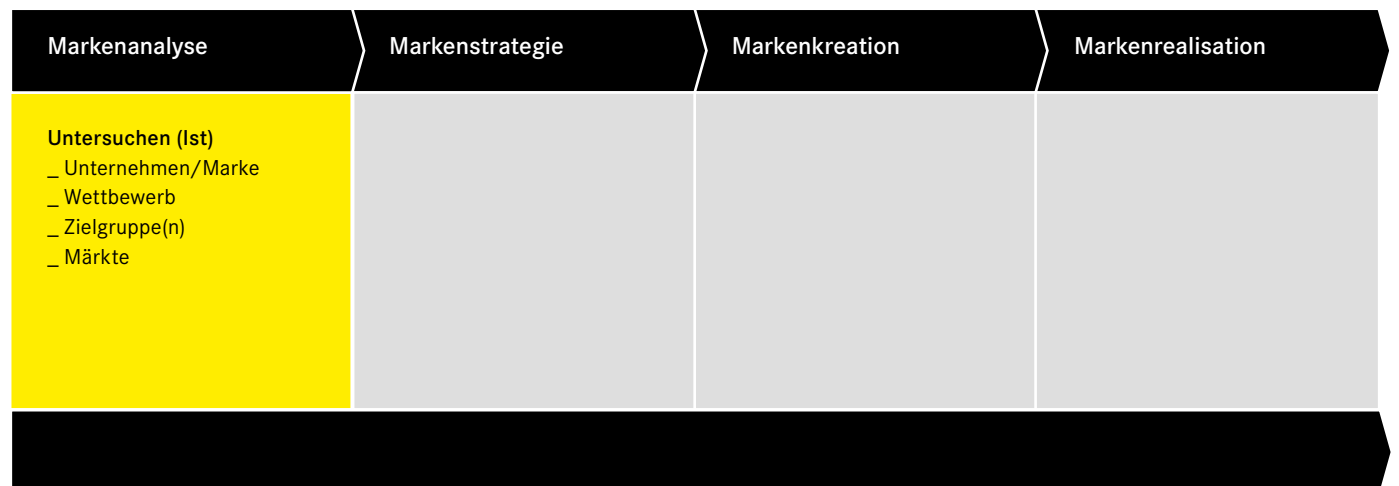 Markenanalyse
Markenstrategie
Markenkreation
Markenrealisation
Untersuchen (Ist)
_ Unternehmen/Marke
_ Wettbewerb
_ Zielgruppe(n)
_ Märkte